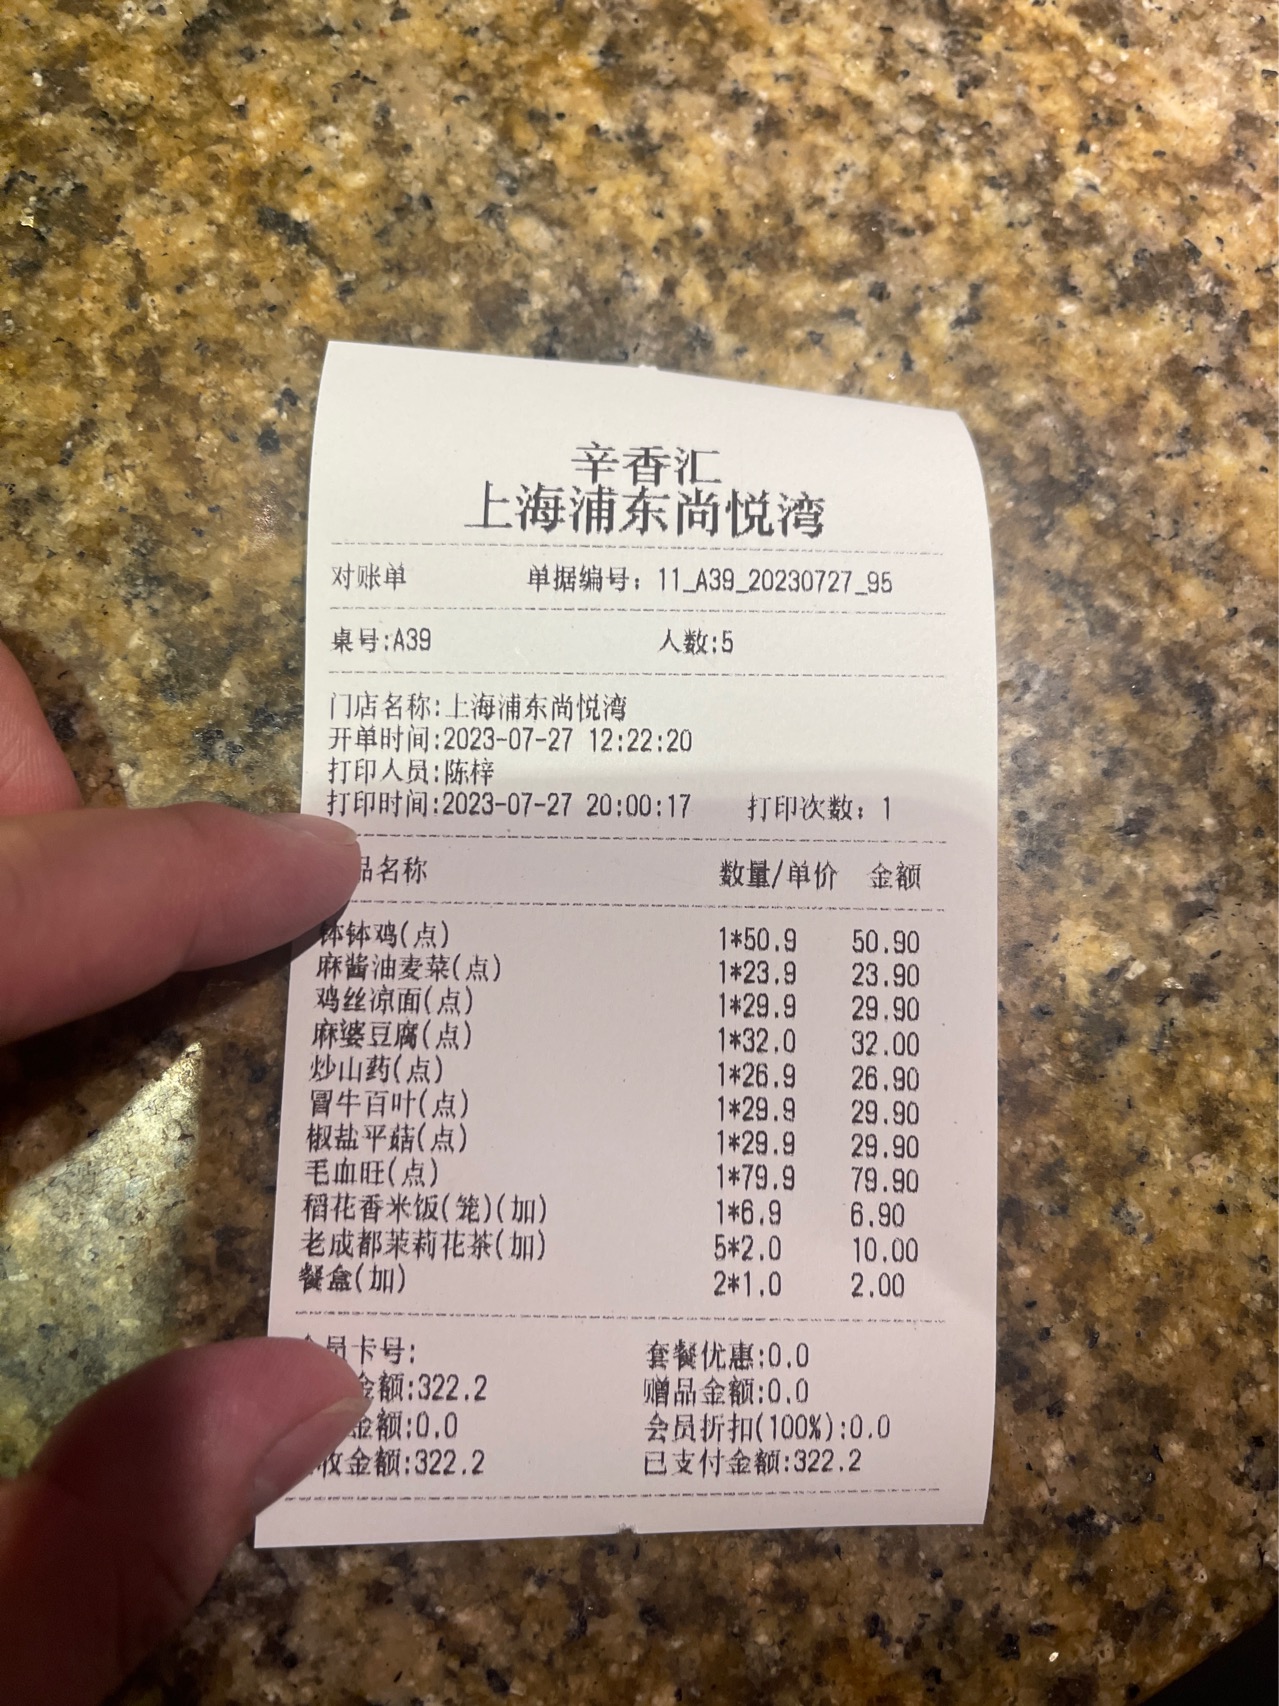 辛香汇
上海浦东尚悦湾
对账单 单据编号：11_A39_20230727_95
桌号:A39 人数:5
门店名称:上海浦东尚悦湾
开单时间:2023-07-27 12:22:20
打印人员:陈梓
打印时间:2023-07-27 20:00:17 打印次数：1
品名称 数量/单价 金额
钵钵鸡(点) 1*50.9 50.90
麻酱油麦菜(点) 1*23.9 23.90
鸡丝凉面(点) 1*29.9 29.90
麻婆豆腐(点) 1*32.0 32.00
炒山药(点) 1*26.9 26.90
冒牛百叶(点) 1*29.9 29.90
椒盐平菇(点) 1*29.9 29.90
毛血旺(点) 1*79.9 79.90
稻花香米饭(笼)(加) 1*6.9 6.90
老成都茉莉花茶(加) 5*2.0 10.00
餐盒(加) 2*1.0 2.00
员卡号: 套餐优惠:0.0
金额:322.2 赠品金额:0.0
金额:0.0 会员折扣(100%):0.0
收金额:322.2 已支付金额:322.2